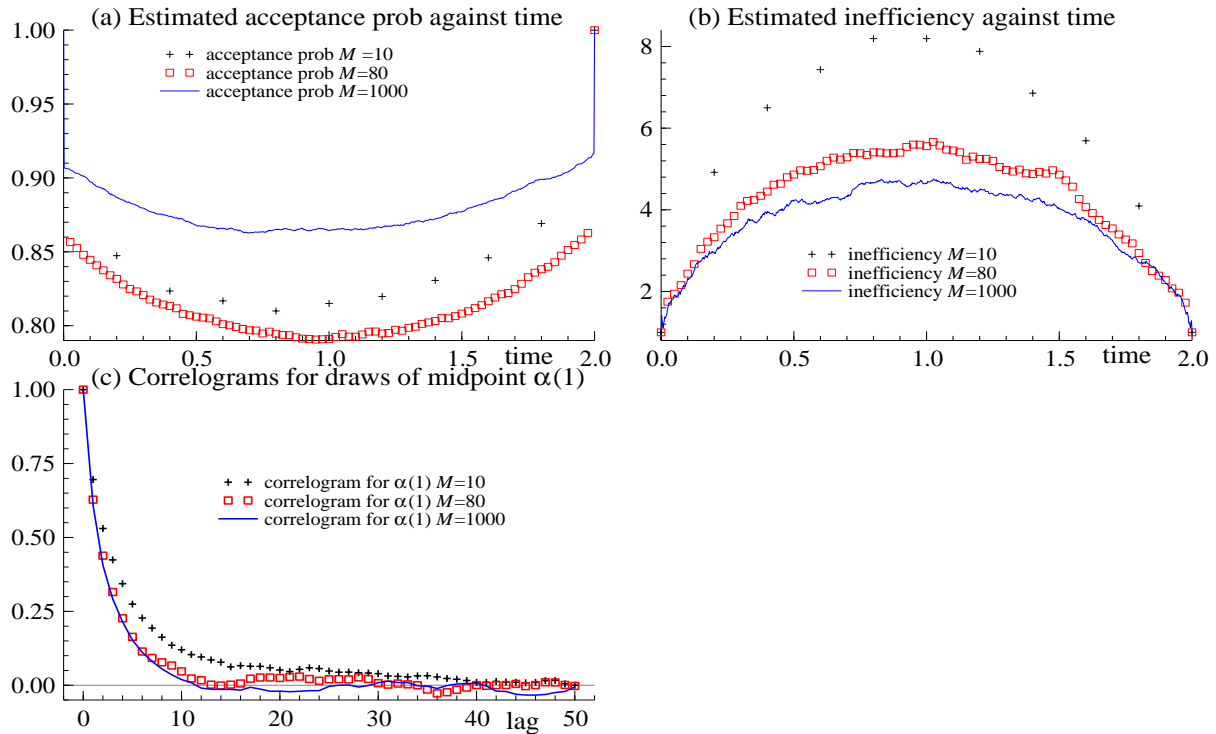 (a) Estimated acceptance prob against time
1.00
acceptance prob M =10
acceptance prob M=80
acceptance prob M=1000
0.95
0.90
0.85
0.80
0.0 0.5 1.0 1.5 time 2.0
(b) Estimated inefficiency against time
8
6
4
2
inefficiency M=10
inefficiency M=80
inefficiency M=1000
0.0 0.5 1.0 1.5 time 2.0
(c) Correlograms for draws of midpoint α(1)
1.00
0.75
correlogram for α(1) M=10
correlogram for α(1) M=80
correlogram for α(1) M=1000
0.50
0.25
0.00
0 10 20 30 40 lag 50